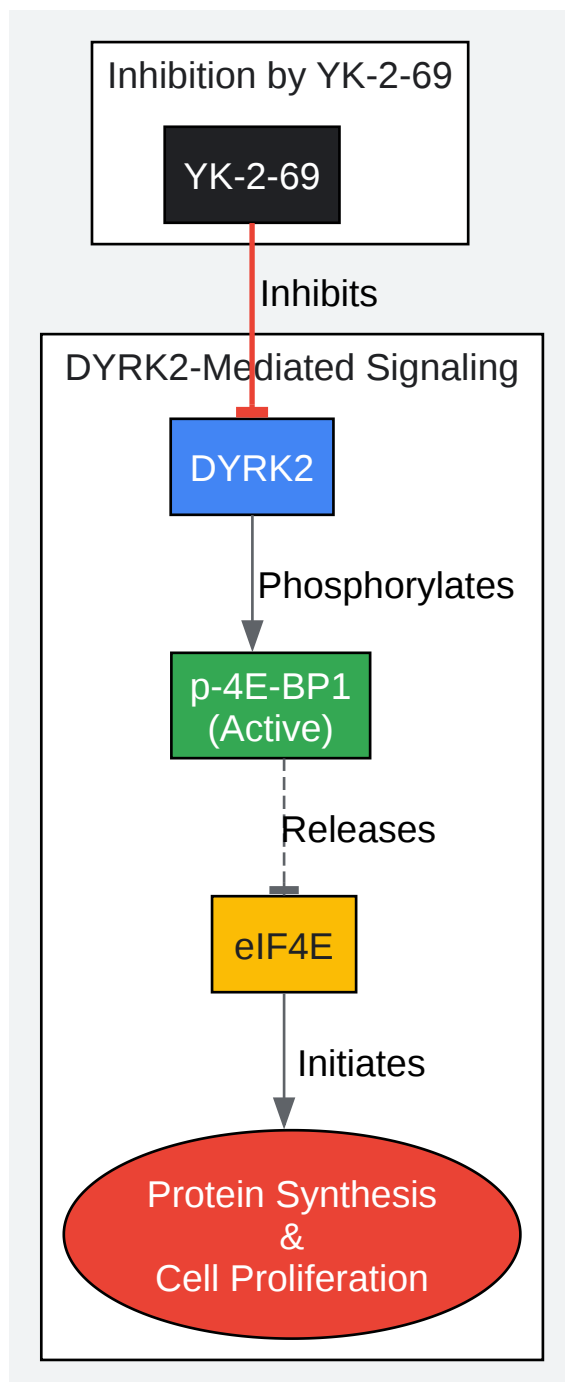 Inhibition by YK-2-69
YK-2-69
Inhibits
DYRK2-Mediated Signaling
DYRK2
Phosphorylates
p-4E-BP1
(Active)
Releases
eIF4E
Initiates
Protein Synthesis
&
Cell Proliferation